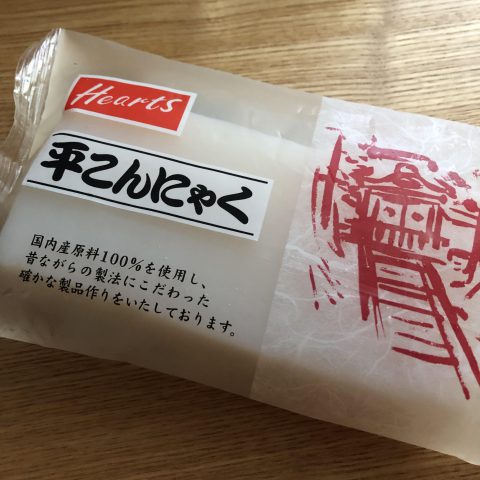 Hearts
平こんにゃく
国内産原料100%を使用し、
昔ながらの製法にこだわった
確かな製品作りをいたしております。